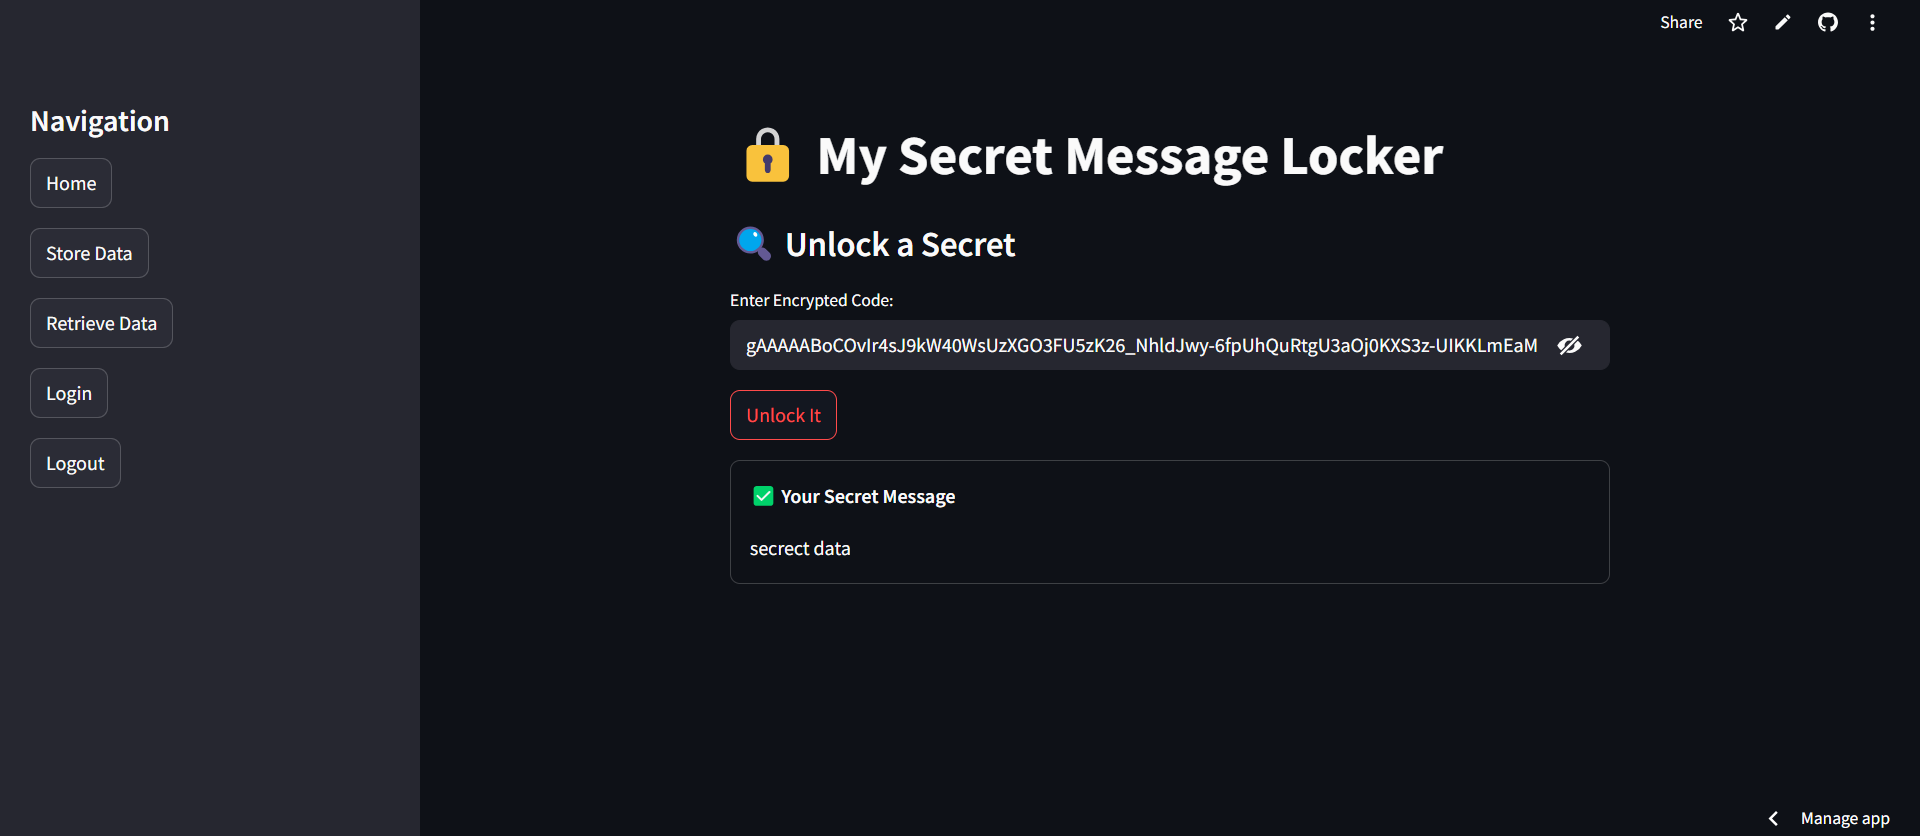 Share
Navigation
Home
Store Data
Retrieve Data
Login
Logout
My Secret Message Locker
Unlock a Secret
Enter Encrypted Code:
gAAAAABoCOvIr4sJ9kW40WsUzXGO3FU5zK26_NhldJwy-6fpUhQuRtgU3aOj0KXS3z-UIKKLmEaM
Unlock It
Your Secret Message
secrect data
Manage app